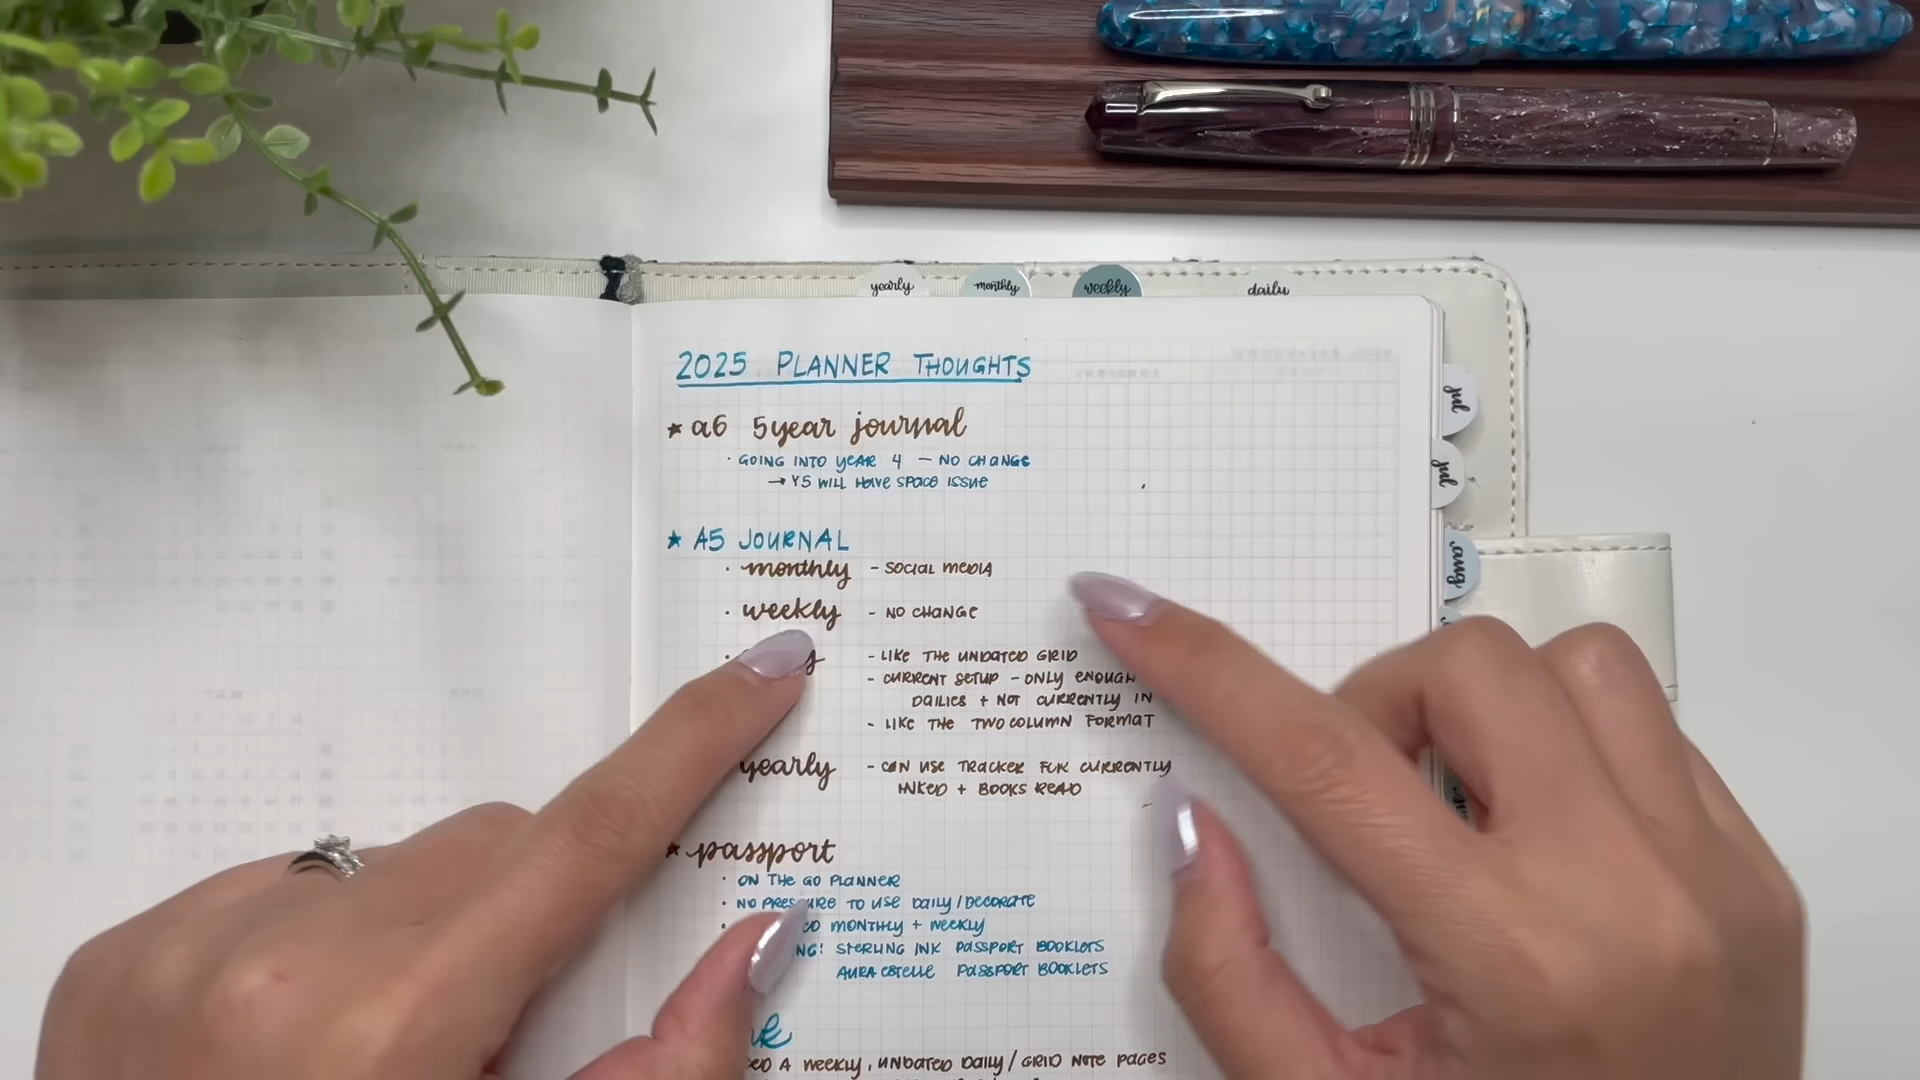 yearly
monthly
weekly
daily
2025 PLANNER THOUGHTS
★ a6 5 year journal
· GOING INTO YEAR 4 — NO CHANGE
→ Y5 WILL HAVE SPACE ISSUE
★ A5 JOURNAL
· monthly - SOCIAL MEDIA
· weekly - NO CHANGE
- LIKE THE UNDATED GRID
- CURRENT SETUP - ONLY ENOUGH
DAILIES + NOT CURRENTLY IN
- LIKE THE TWO COLUMN FORMAT
yearly - CAN USE TRACKER FOR CURRENTLY
INKED + BOOKS READ
★ passport
· ON THE GO PLANNER
· NO PRESSURE TO USE DAILY / DECORATE
MONTHLY + WEEKLY
STERLING INK PASSPORT BOOKLETS
AURA ESTELLE PASSPORT BOOKLETS
A WEEKLY, UNDATED DAILY / GRID NOTE PAGES
jul
jul
aug